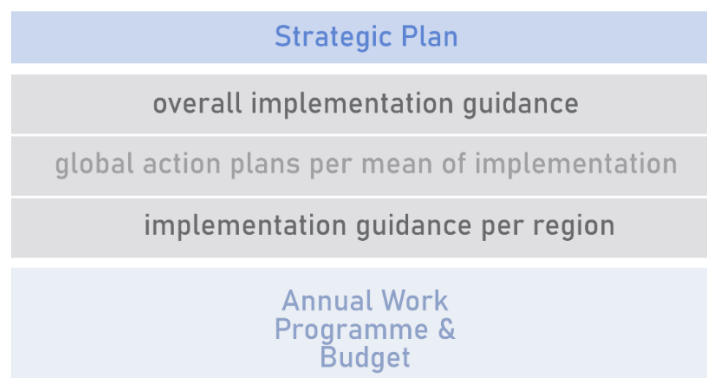 Strategic Plan
overall implementation guidance
global action plans per mean of implementation
implementation guidance per region
Annual Work
Programme &
Budget